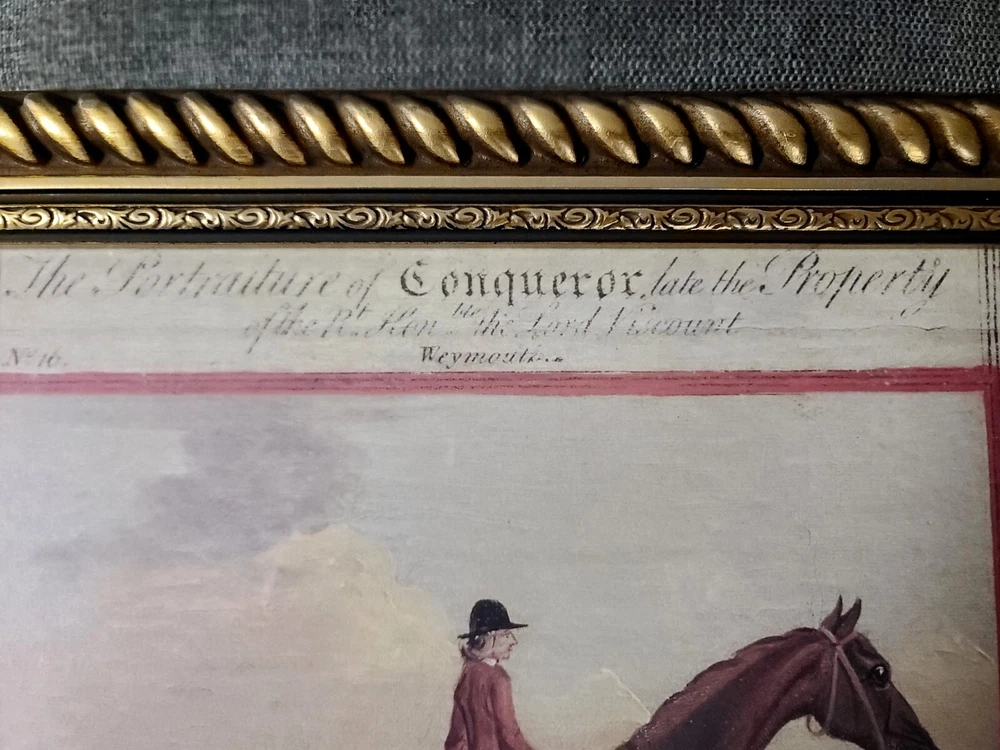 The Portraiture of Conqueror, late the Property
of the Rt. Honble. the Lord Viscount
No. 16. Weymouth